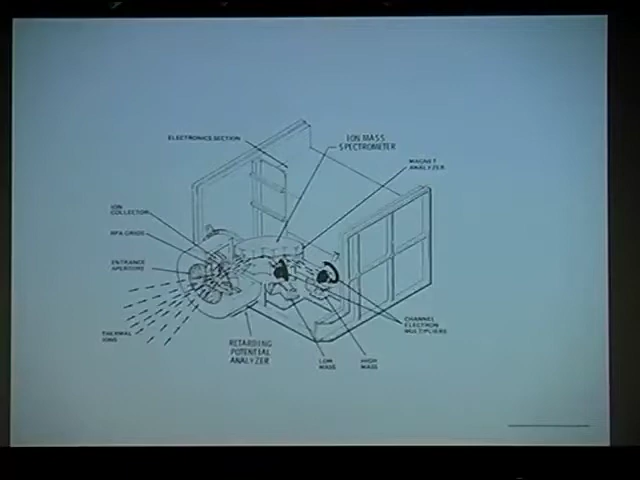 ELECTRONICS SECTION
ION MASS
SPECTROMETER
MAGNET
ANALYZER
ION
COLLECTOR
RPA GRIDS
ENTRANCE
APERTURES
THERMAL
IONS
RETARDING
POTENTIAL
ANALYZER
LOW
MASS
HIGH
MASS
CHANNEL
ELECTRON
MULTIPLIERS